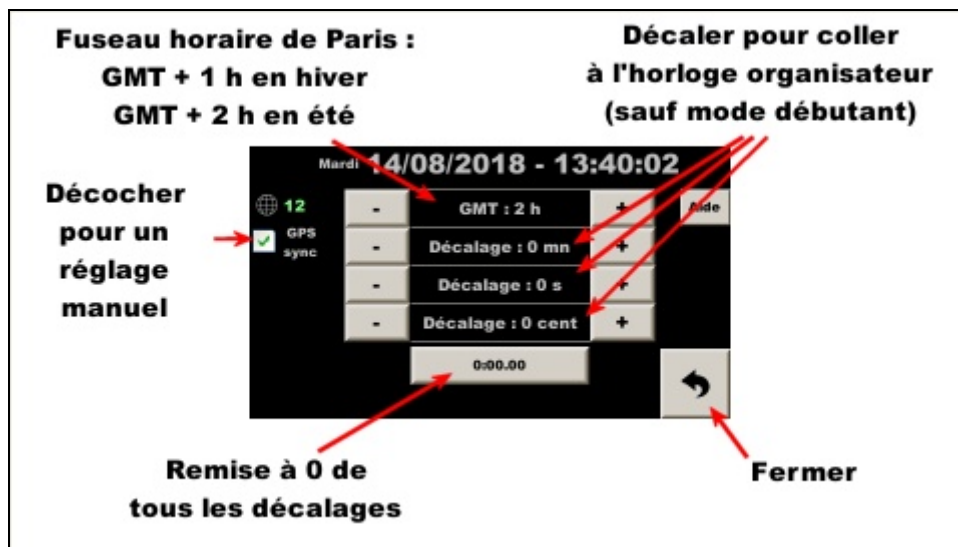 Fuseau horaire de Paris :
GMT + 1 h en hiver
GMT + 2 h en été
Décaler pour coller
à l'horloge organisateur
(sauf mode débutant)
Mardi 14/08/2018 - 13:40:02
Décocher
pour un
réglage
manuel
12
GPS
sync
- GMT : 2 h +
Aide
- Décalage : 0 mn +
- Décalage : 0 s +
- Décalage : 0 cent +
0:00.00
Remise à 0 de
tous les décalages
Fermer